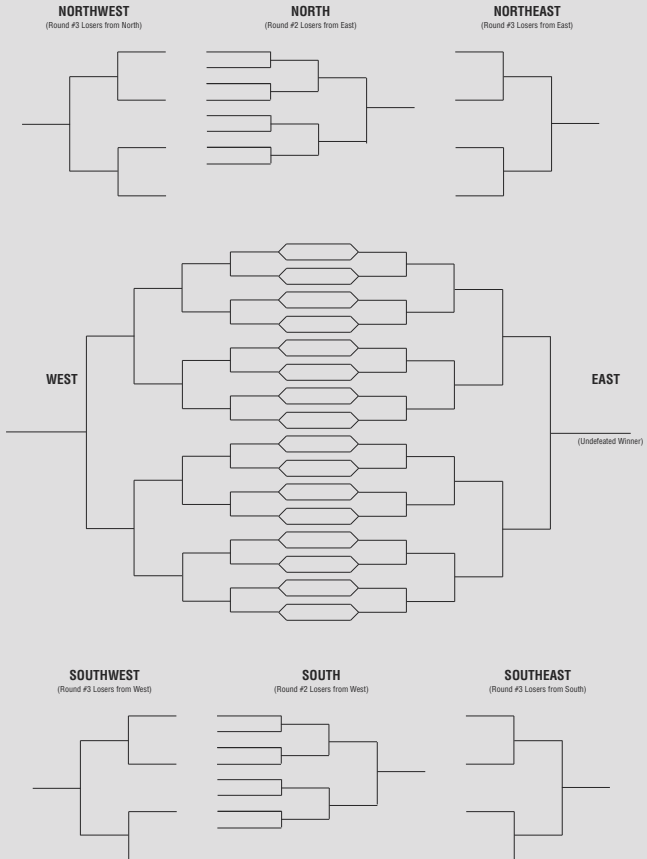 NORTHWEST
(Round #3 Losers from North)
NORTH
(Round #2 Losers from East)
NORTHEAST
(Round #3 Losers from East)
WEST
EAST
(Undefeated Winner)
SOUTHWEST
(Round #3 Losers from West)
SOUTH
(Round #2 Losers from West)
SOUTHEAST
(Round #3 Losers from South)